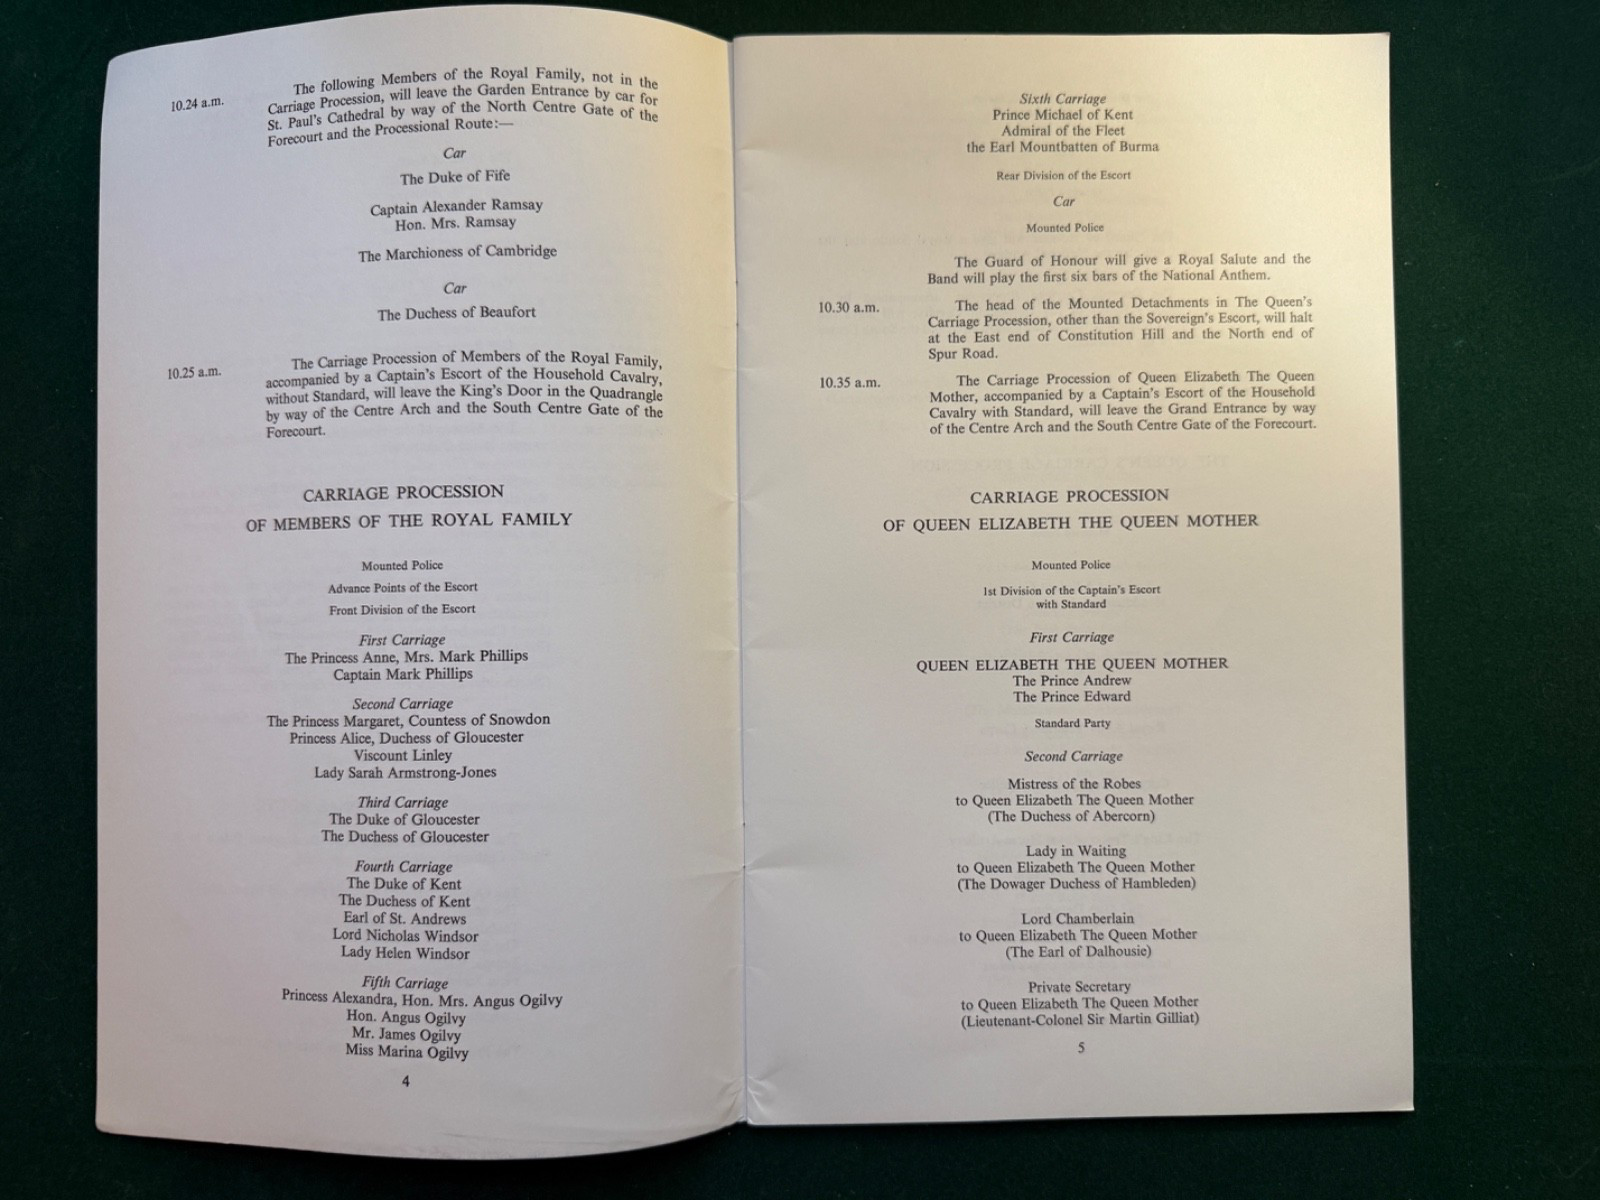 10.24 a.m.
The following Members of the Royal Family, not in the
Carriage Procession, will leave the Garden Entrance by car for
St. Paul's Cathedral by way of the North Centre Gate of the
Forecourt and the Processional Route:—
Car
The Duke of Fife
Captain Alexander Ramsay
Hon. Mrs. Ramsay
The Marchioness of Cambridge
Car
The Duchess of Beaufort
10.25 a.m.
The Carriage Procession of Members of the Royal Family,
accompanied by a Captain's Escort of the Household Cavalry,
without Standard, will leave the King's Door in the Quadrangle
by way of the Centre Arch and the South Centre Gate of the
Forecourt.
CARRIAGE PROCESSION
OF MEMBERS OF THE ROYAL FAMILY
Mounted Police
Advance Points of the Escort
Front Division of the Escort
First Carriage
The Princess Anne, Mrs. Mark Phillips
Captain Mark Phillips
Second Carriage
The Princess Margaret, Countess of Snowdon
Princess Alice, Duchess of Gloucester
Viscount Linley
Lady Sarah Armstrong-Jones
Third Carriage
The Duke of Gloucester
The Duchess of Gloucester
Fourth Carriage
The Duke of Kent
The Duchess of Kent
Earl of St. Andrews
Lord Nicholas Windsor
Lady Helen Windsor
Fifth Carriage
Princess Alexandra, Hon. Mrs. Angus Ogilvy
Hon. Angus Ogilvy
Mr. James Ogilvy
Miss Marina Ogilvy
4
Sixth Carriage
Prince Michael of Kent
Admiral of the Fleet
the Earl Mountbatten of Burma
Rear Division of the Escort
Car
Mounted Police
The Guard of Honour will give a Royal Salute and the
Band will play the first six bars of the National Anthem.
10.30 a.m.
The head of the Mounted Detachments in The Queen's
Carriage Procession, other than the Sovereign's Escort, will halt
at the East end of Constitution Hill and the North end of
Spur Road.
10.35 a.m.
The Carriage Procession of Queen Elizabeth The Queen
Mother, accompanied by a Captain's Escort of the Household
Cavalry with Standard, will leave the Grand Entrance by way
of the Centre Arch and the South Centre Gate of the Forecourt.
CARRIAGE PROCESSION
OF QUEEN ELIZABETH THE QUEEN MOTHER
Mounted Police
1st Division of the Captain's Escort
with Standard
First Carriage
QUEEN ELIZABETH THE QUEEN MOTHER
The Prince Andrew
The Prince Edward
Standard Party
Second Carriage
Mistress of the Robes
to Queen Elizabeth The Queen Mother
(The Duchess of Abercorn)
Lady in Waiting
to Queen Elizabeth The Queen Mother
(The Dowager Duchess of Hambleden)
Lord Chamberlain
to Queen Elizabeth The Queen Mother
(The Earl of Dalhousie)
Private Secretary
to Queen Elizabeth The Queen Mother
(Lieutenant-Colonel Sir Martin Gilliat)
5